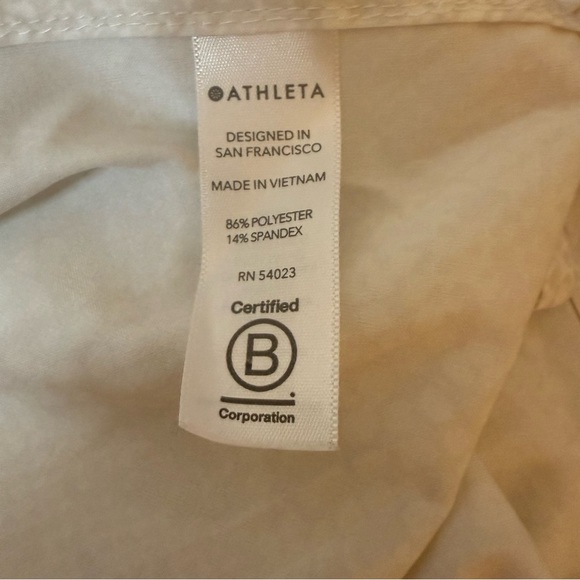 ATHLETA
DESIGNED IN
SAN FRANCISCO
MADE IN VIETNAM
86% POLYESTER
14% SPANDEX
RN 54023
Certified
B
Corporation